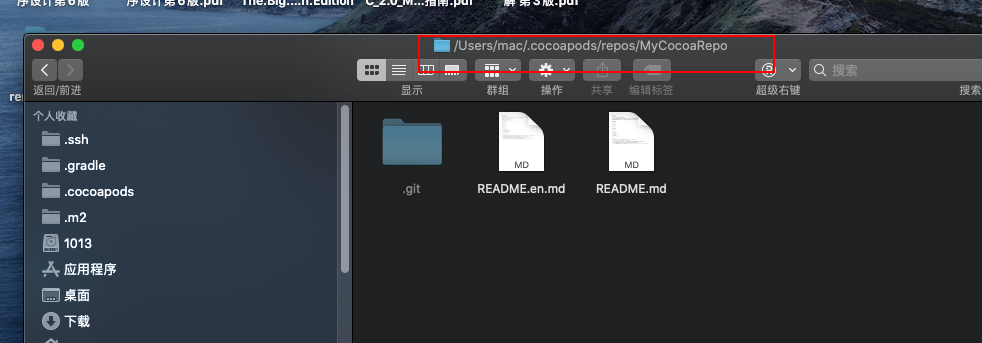 序设计第6版 序设计第6版.pdf The.Big....n.Edition C_2.0_M...指南.pdf 解 第3版.pdf
/Users/mac/.cocoapods/repos/MyCocoaRepo
搜索
返回/前进 显示 群组 操作 共享 编辑标签 超级右键 搜索
个人收藏
.ssh
.gradle
.cocoapods
.m2
1013
应用程序
桌面
下载
MD MD
.git README.en.md README.md